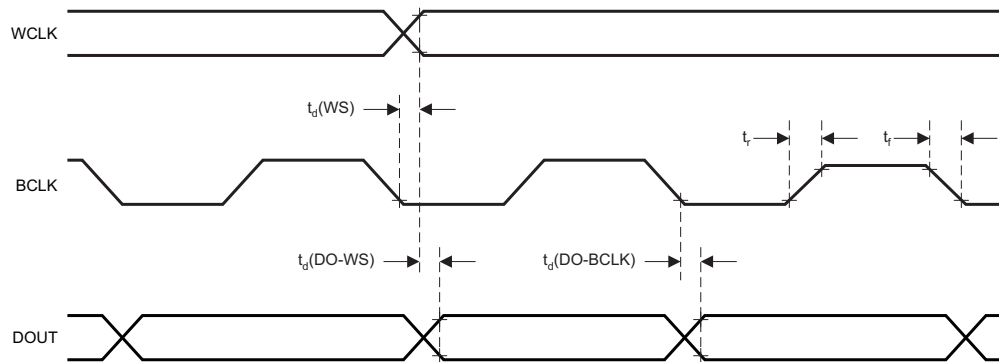 WCLK
t_d(WS)
t_r
t_f
BCLK
t_d(DO-WS)
t_d(DO-BCLK)
DOUT